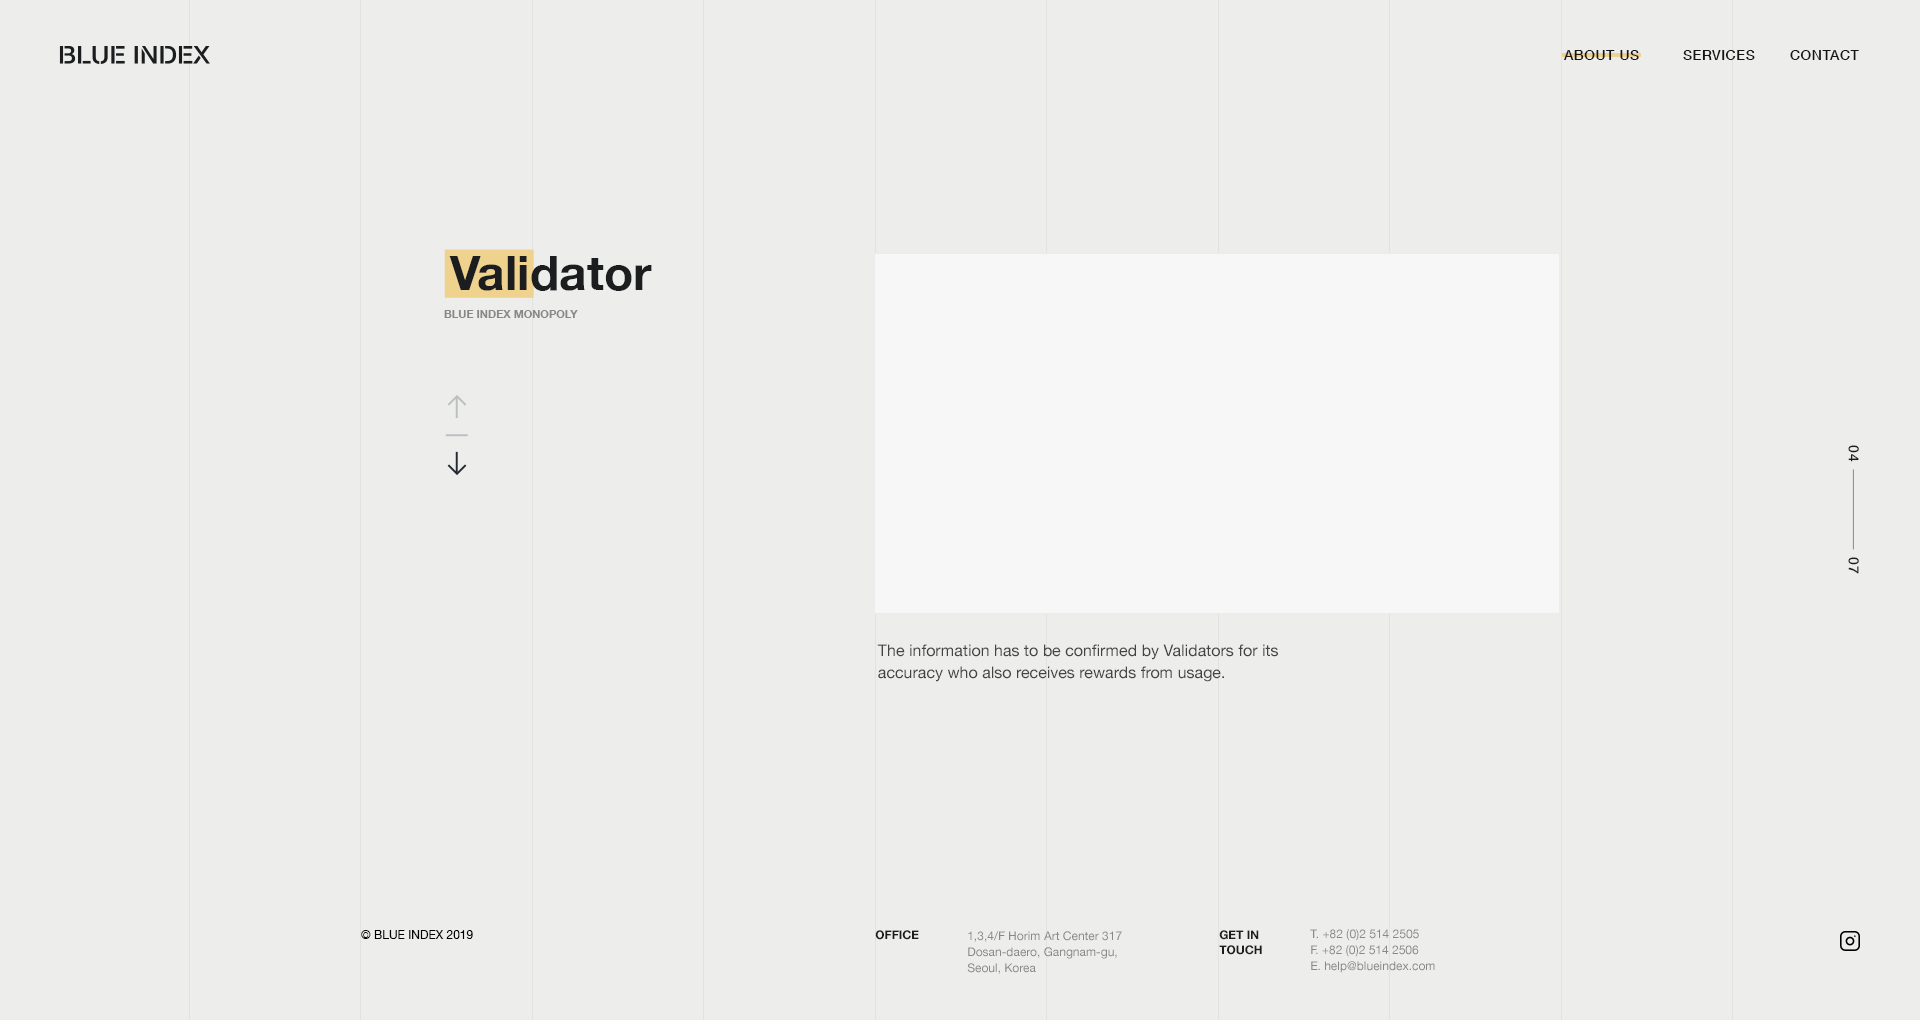 BLUE INDEX
ABOUT US
SERVICES
CONTACT
Validator
BLUE INDEX MONOPOLY
04
07
The information has to be confirmed by Validators for its
accuracy who also receives rewards from usage.
© BLUE INDEX 2019
OFFICE
1,3,4/F Horim Art Center 317
Dosan-daero, Gangnam-gu,
Seoul, Korea
GET IN
TOUCH
T. +82 (0)2 514 2505
F. +82 (0)2 514 2506
E. help@blueindex.com